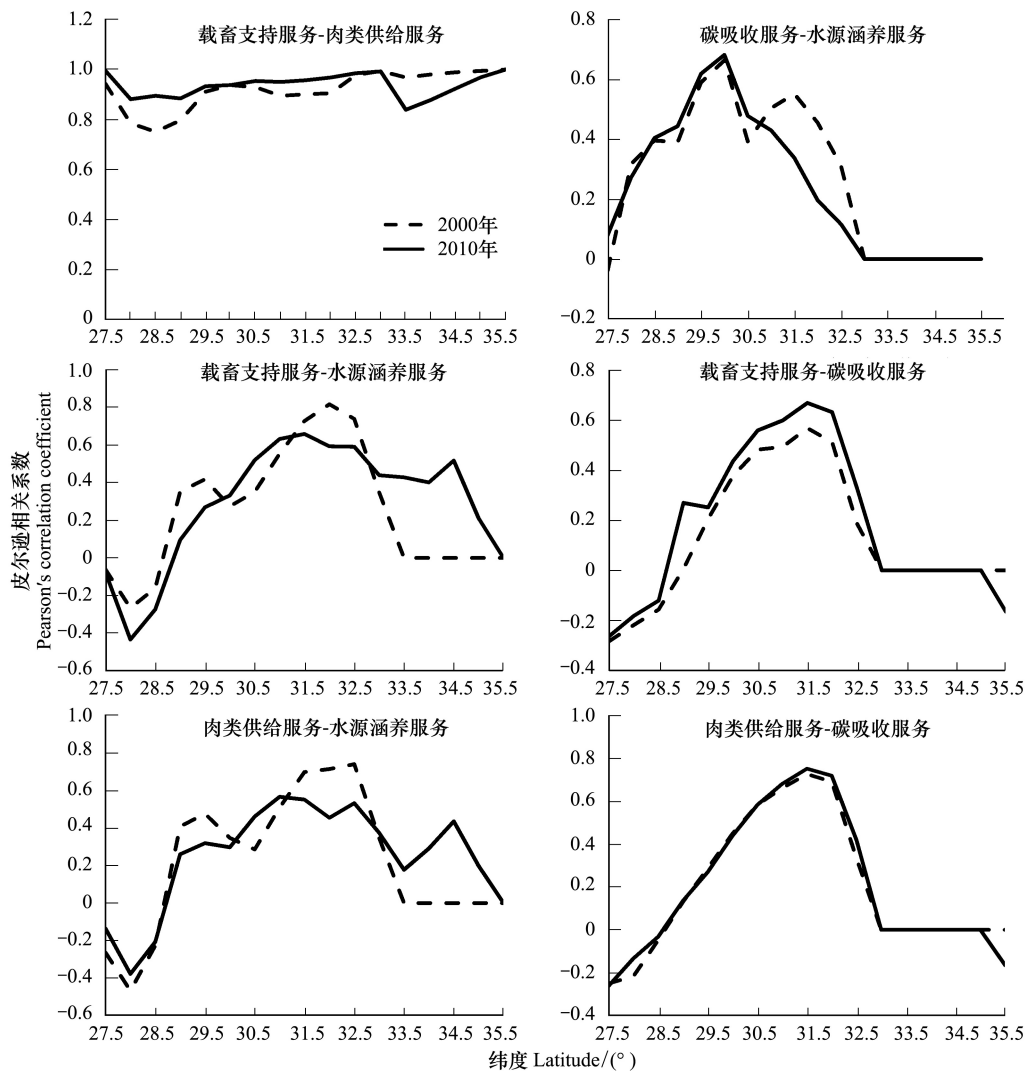 载畜支持服务-肉类供给服务
1.2
1.0
0.8
0.6
0.4
0.2
0
2000年
2010年
27.5 28.5 29.5 30.5 31.5 32.5 33.5 34.5 35.5
碳吸收服务-水源涵养服务
0.8
0.6
0.4
0.2
0
−0.2
27.5 28.5 29.5 30.5 31.5 32.5 33.5 34.5 35.5
皮尔逊相关系数
Pearson's correlation coefficient
载畜支持服务-水源涵养服务
1.0
0.8
0.6
0.4
0.2
0
−0.2
−0.4
−0.6
27.5 28.5 29.5 30.5 31.5 32.5 33.5 34.5 35.5
载畜支持服务-碳吸收服务
0.8
0.6
0.4
0.2
0
−0.2
−0.4
27.5 28.5 29.5 30.5 31.5 32.5 33.5 34.5 35.5
肉类供给服务-水源涵养服务
1.0
0.8
0.6
0.4
0.2
0
−0.2
−0.4
−0.6
27.5 28.5 29.5 30.5 31.5 32.5 33.5 34.5 35.5
肉类供给服务-碳吸收服务
1.0
0.8
0.6
0.4
0.2
0
−0.2
−0.4
27.5 28.5 29.5 30.5 31.5 32.5 33.5 34.5 35.5
纬度 Latitude/(° )